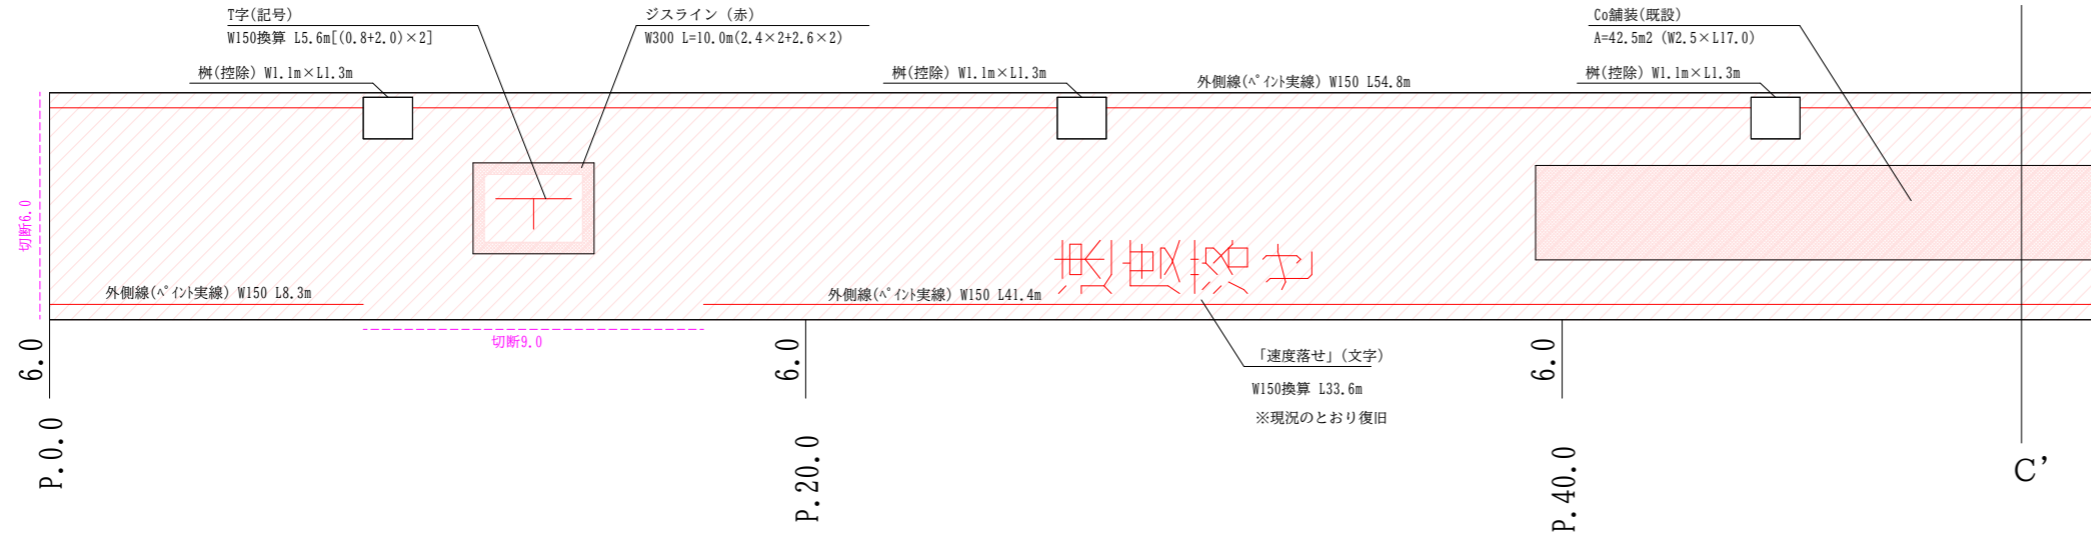 T字(記号)
W150換算 L5.6m[(0.8+2.0)×2]
ジスライン (赤)
W300 L=10.0m(2.4×2+2.6×2)
Co舗装(既設)
A=42.5m2 (W2.5×L17.0)
桝(控除) W1.1m×L1.3m
桝(控除) W1.1m×L1.3m
外側線(ペイント実線) W150 L54.8m
桝(控除) W1.1m×L1.3m
切断6.0
速度落せ
外側線(ペイント実線) W150 L8.3m
外側線(ペイント実線) W150 L41.4m
切断9.0
「速度落せ」(文字)
W150換算 L33.6m
※現況のとおり復旧
6.0
6.0
6.0
P.0.0
P.20.0
P.40.0
C’